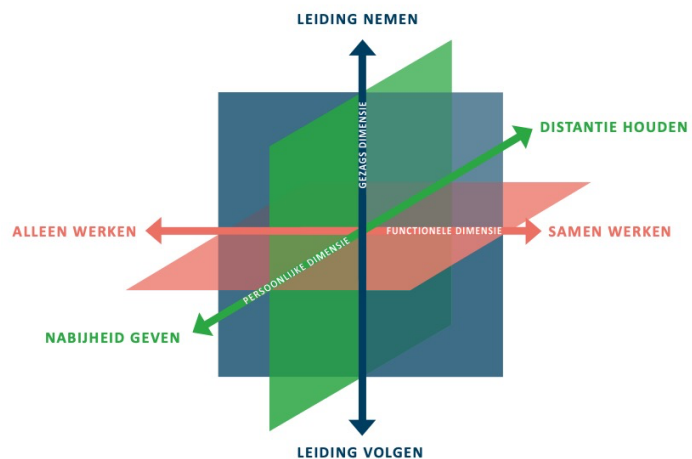 LEIDING NEMEN
GEZAGS DIMENSIE
DISTANTIE HOUDEN
ALLEEN WERKEN
FUNCTIONELE DIMENSIE
SAMEN WERKEN
PERSOONLIJKE DIMENSIE
NABIJHEID GEVEN
LEIDING VOLGEN